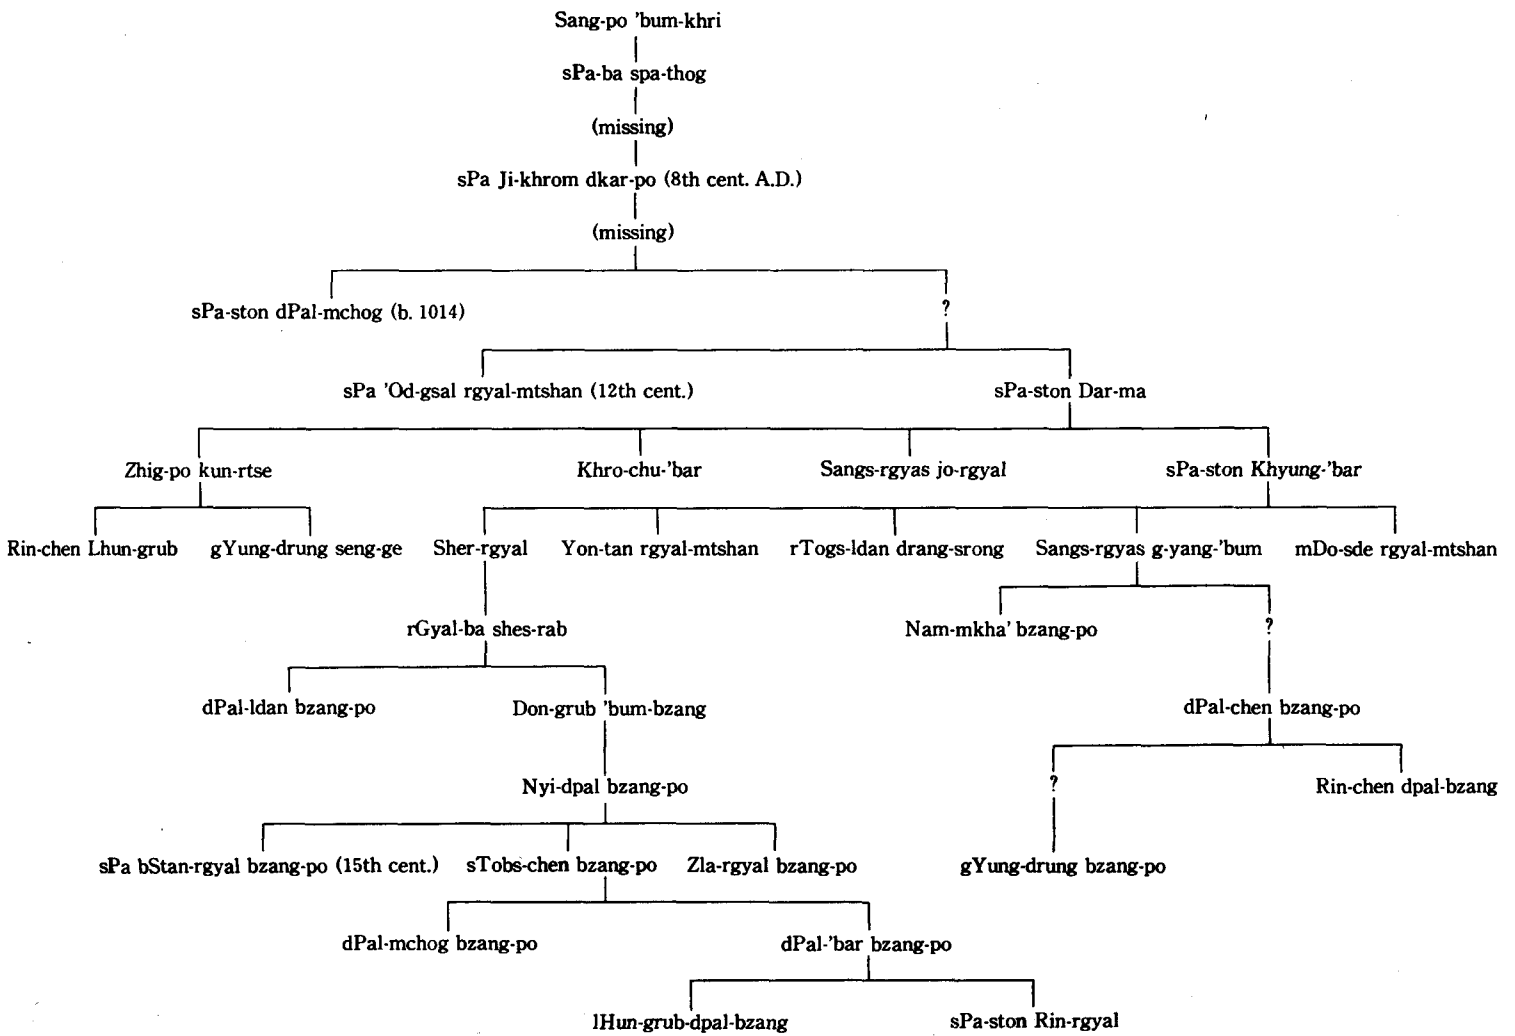 Sang-po 'bum-khri
sPa-ba spa-thog
(missing)
sPa Ji-khrom dkar-po (8th cent. A.D.)
(missing)
sPa-ston dPal-mchog (b. 1014) ?
sPa 'Od-gsal rgyal-mtshan (12th cent.) sPa-ston Dar-ma
Zhig-po kun-rtse Khro-chu-'bar Sangs-rgyas jo-rgyal sPa-ston Khyung-'bar
Rin-chen Lhun-grub gYung-drung seng-ge Sher-rgyal Yon-tan rgyal-mtshan rTogs-ldan drang-srong Sangs-rgyas g-yang-'bum mDo-sde rgyal-mtshan
rGyal-ba shes-rab Nam-mkha' bzang-po ?
dPal-ldan bzang-po Don-grub 'bum-bzang dPal-chen bzang-po
Nyi-dpal bzang-po ? Rin-chen dpal-bzang
sPa bStan-rgyal bzang-po (15th cent.) sTobs-chen bzang-po Zla-rgyal bzang-po gYung-drung bzang-po
dPal-mchog bzang-po dPal-'bar bzang-po
lHun-grub-dpal-bzang sPa-ston Rin-rgyal